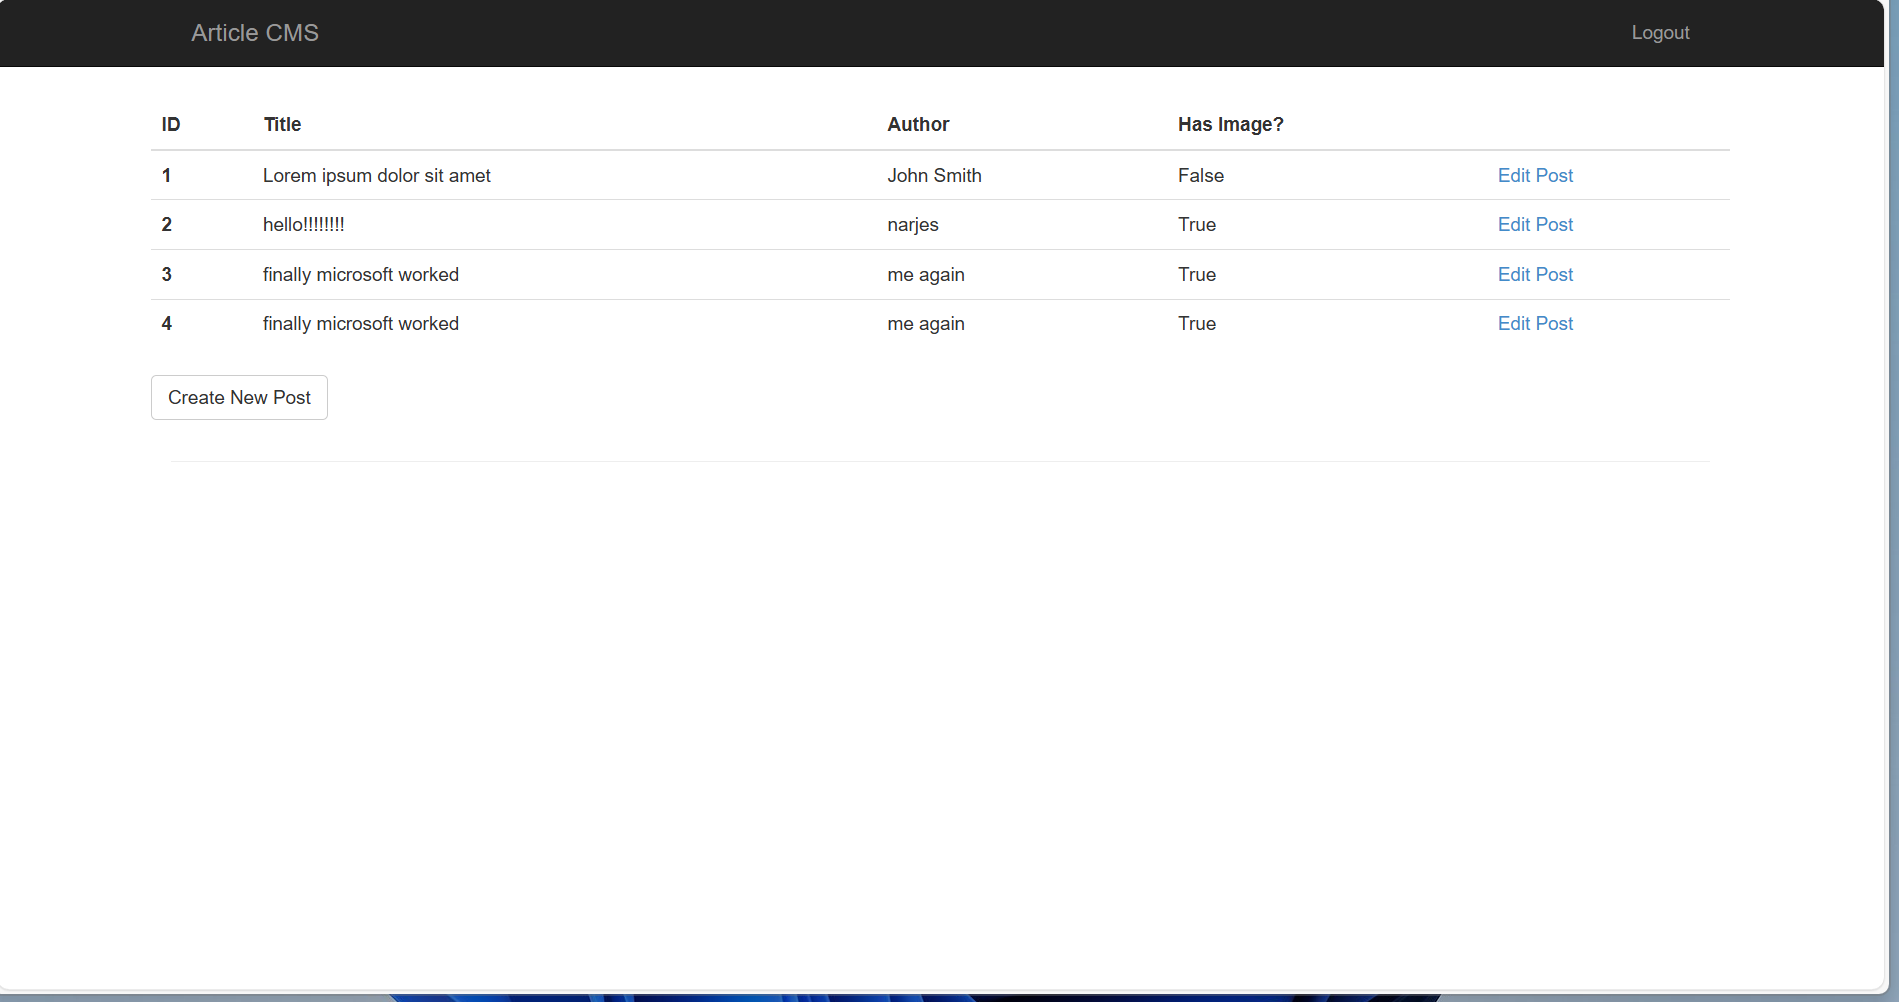 Article CMS Logout
ID Title Author Has Image?
1 Lorem ipsum dolor sit amet John Smith False Edit Post
2 hello!!!!!!!! narjes True Edit Post
3 finally microsoft worked me again True Edit Post
4 finally microsoft worked me again True Edit Post
Create New Post